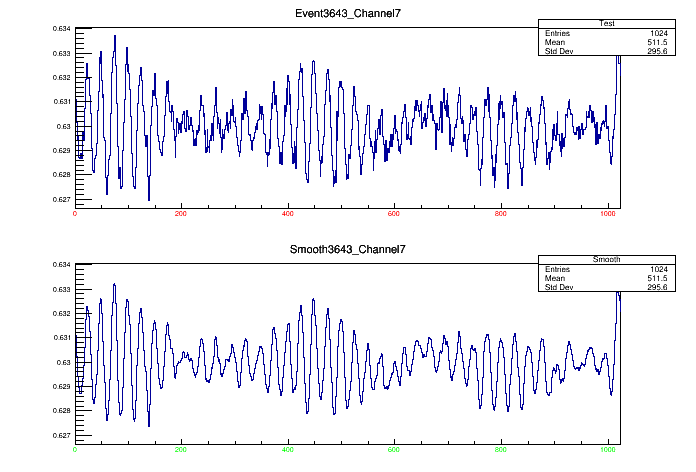 Event3643_Channel7
Test
Entries 1024
Mean 511.5
Std Dev 295.6
0.634
0.633
0.632
0.631
0.63
0.629
0.628
0.627
0 200 400 600 800 1000
Smooth3643_Channel7
Smooth
Entries 1024
Mean 511.5
Std Dev 295.6
0.634
0.633
0.632
0.631
0.63
0.629
0.628
0.627
0 200 400 600 800 1000